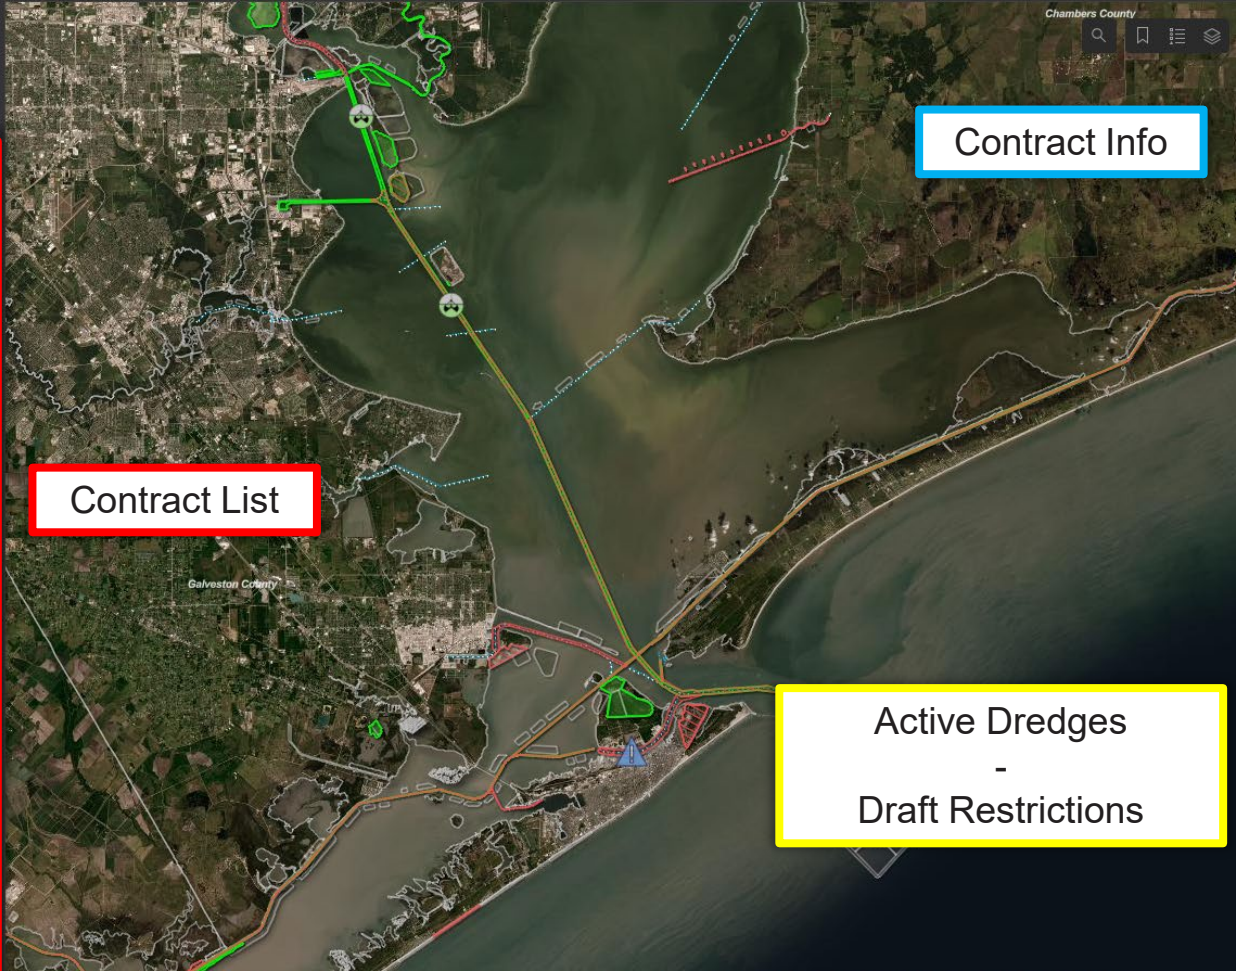 Chambers County
Contract Info
Contract List
Galveston County
Active Dredges
-
Draft Restrictions